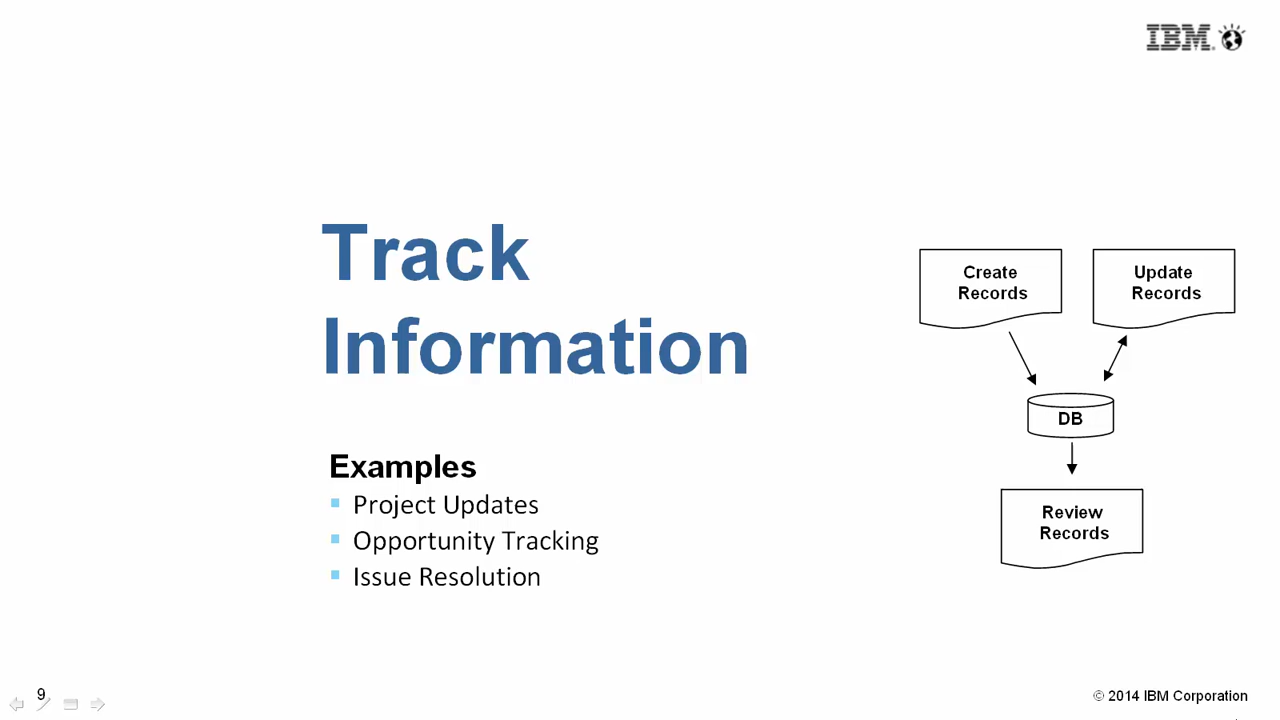 IBM
Track
Information
Examples
Project Updates
Opportunity Tracking
Issue Resolution
Create
Records
Update
Records
DB
Review
Records
9
© 2014 IBM Corporation